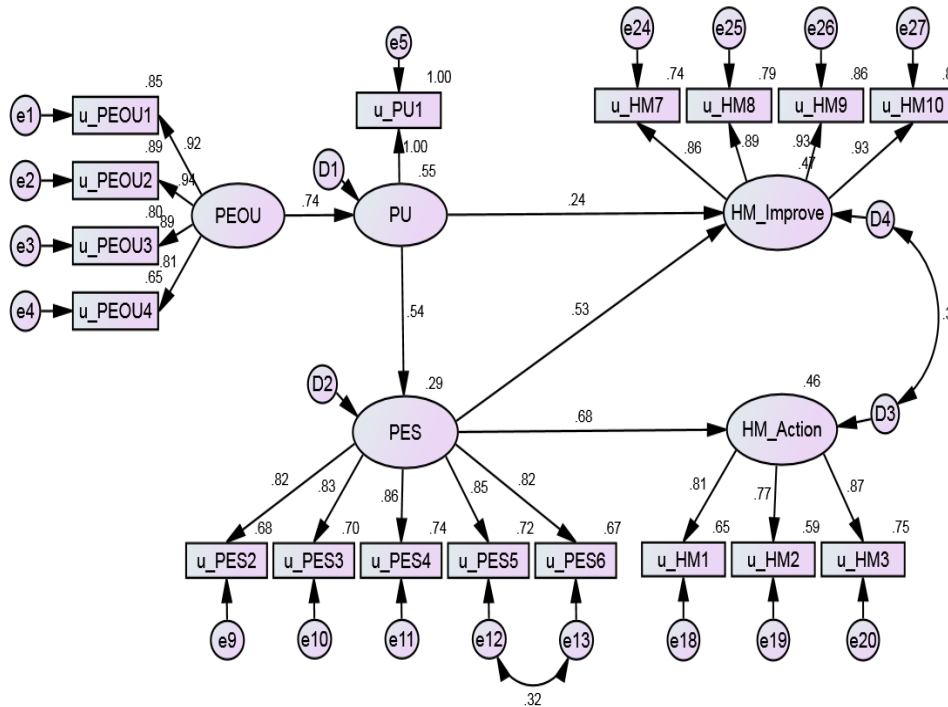 e24
e25
e26
e27
e5
.74
.79
.86
1.00
.85
u_HM7
u_HM8
u_HM9
u_HM10
e1
u_PEOU1
u_PU1
.92
1.00
.86
.89
.93
.93
.47
.89
D1
.55
e2
u_PEOU2
.94
PEOU
.74
PU
.24
HM_Improve
D4
.80
.89
e3
u_PEOU3
.81
.65
e4
u_PEOU4
.54
.53
D2
.29
.46
PES
.68
HM_Action
D3
.82
.83
.86
.85
.82
.81
.77
.87
.68
.70
.74
.72
.67
.65
.59
.75
u_PES2
u_PES3
u_PES4
u_PES5
u_PES6
u_HM1
u_HM2
u_HM3
e9
e10
e11
e12
e13
e18
e19
e20
.32